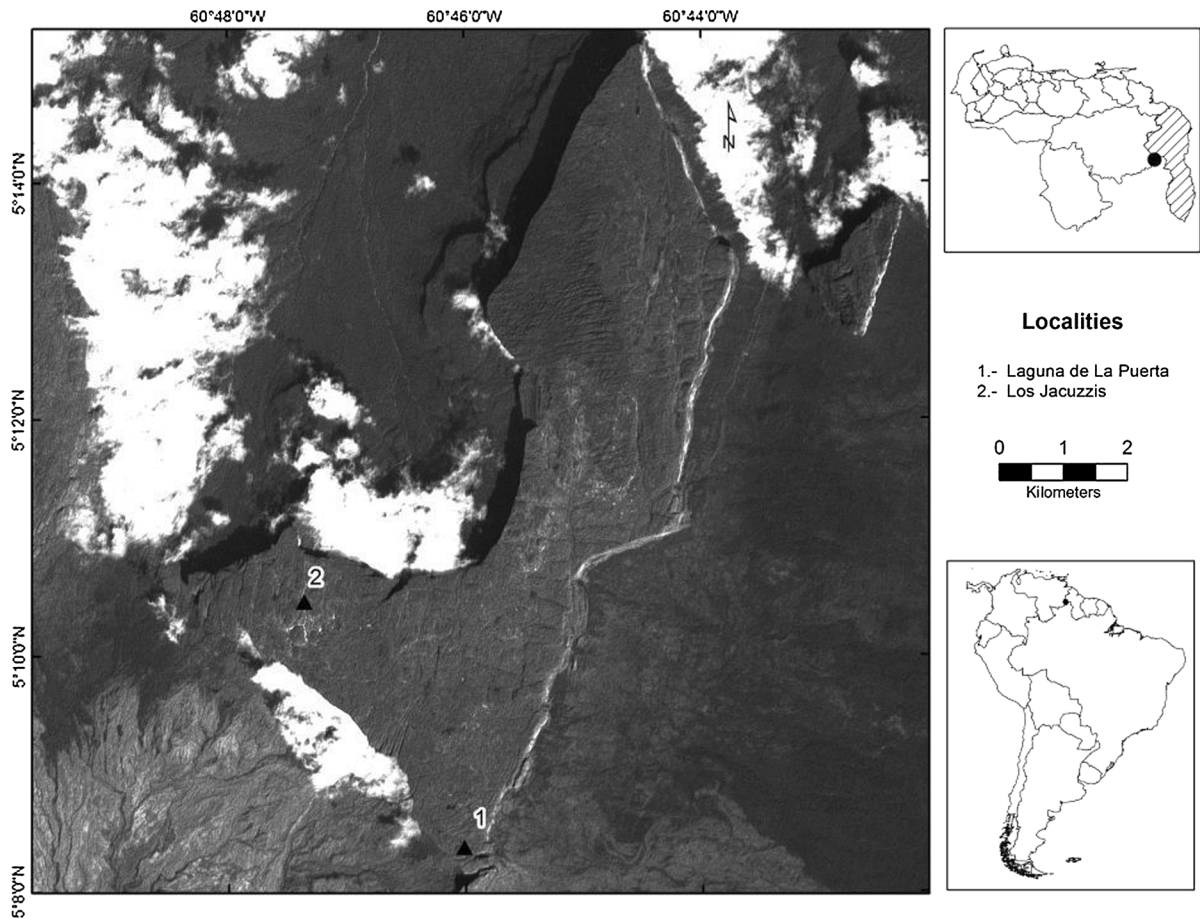 60°48'0"W 60°46'0"W 60°44'0"W
5°14'0"N
5°12'0"N
5°10'0"N
5°8'0"N
N
2
1
Localities
1.- Laguna de La Puerta
2.- Los Jacuzzis
0 1 2
Kilometers